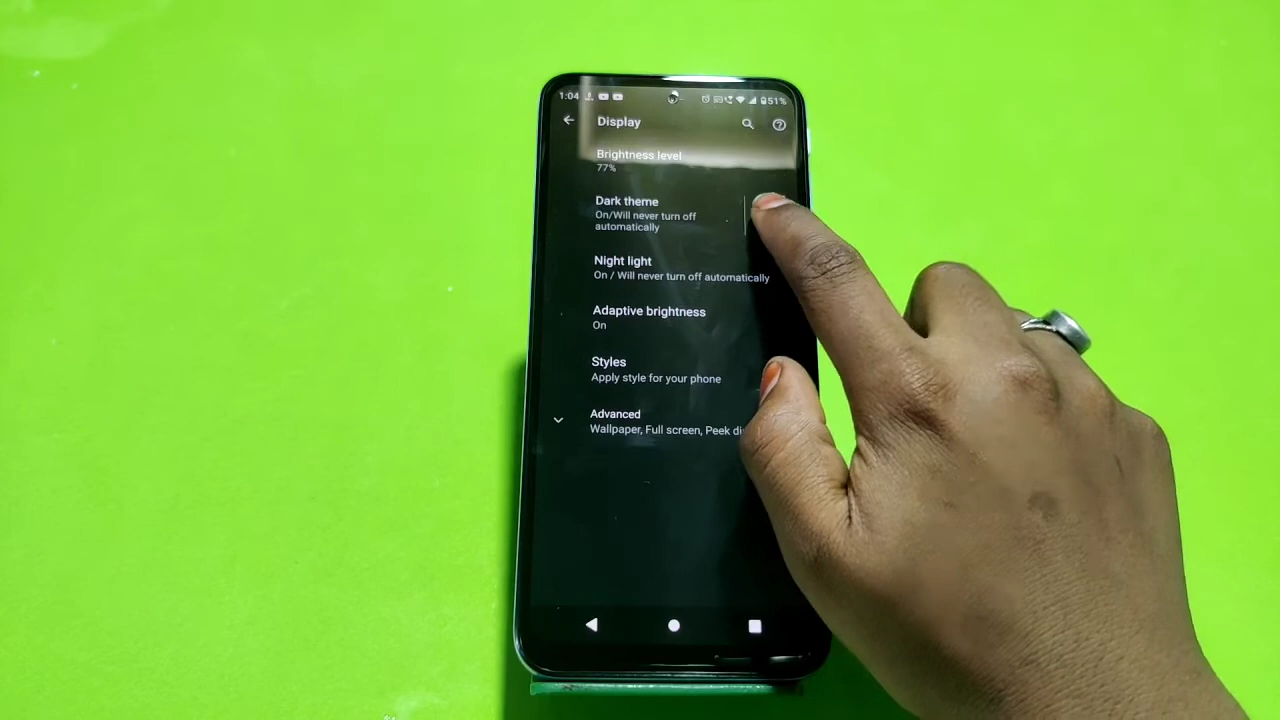 1:04 51%
Display
Brightness level
77%
Dark theme
On/Will never turn off
automatically
Night light
On / Will never turn off automatically
Adaptive brightness
On
Styles
Apply style for your phone
Advanced
Wallpaper, Full screen, Peek di